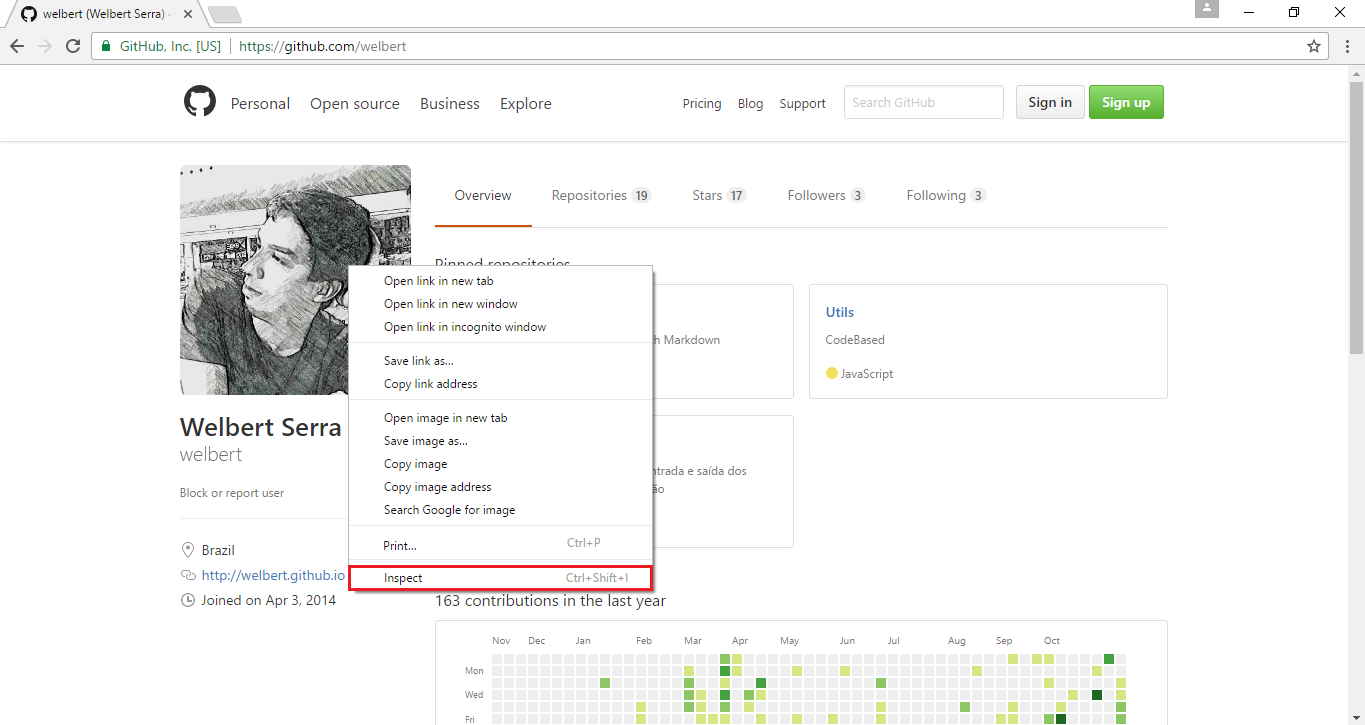 welbert (Welbert Serra)
GitHub, Inc. [US] https://github.com/welbert
Personal Open source Business Explore Pricing Blog Support Search GitHub Sign in Sign up
Overview Repositories 19 Stars 17 Followers 3 Following 3
Pinned repositories
Open link in new tab
Open link in new window
Open link in incognito window
Save link as...
Copy link address
Open image in new tab
Save image as...
Copy image
Copy image address
Search Google for image
Print... Ctrl+P
Inspect Ctrl+Shift+I
Markdown
Utils
CodeBased
JavaScript
e saída dos
Welbert Serra
welbert
Block or report user
Brazil
http://welbert.github.io
Joined on Apr 3, 2014
163 contributions in the last year
Nov Dec Jan Feb Mar Apr May Jun Jul Aug Sep Oct
Mon
Wed
Fri